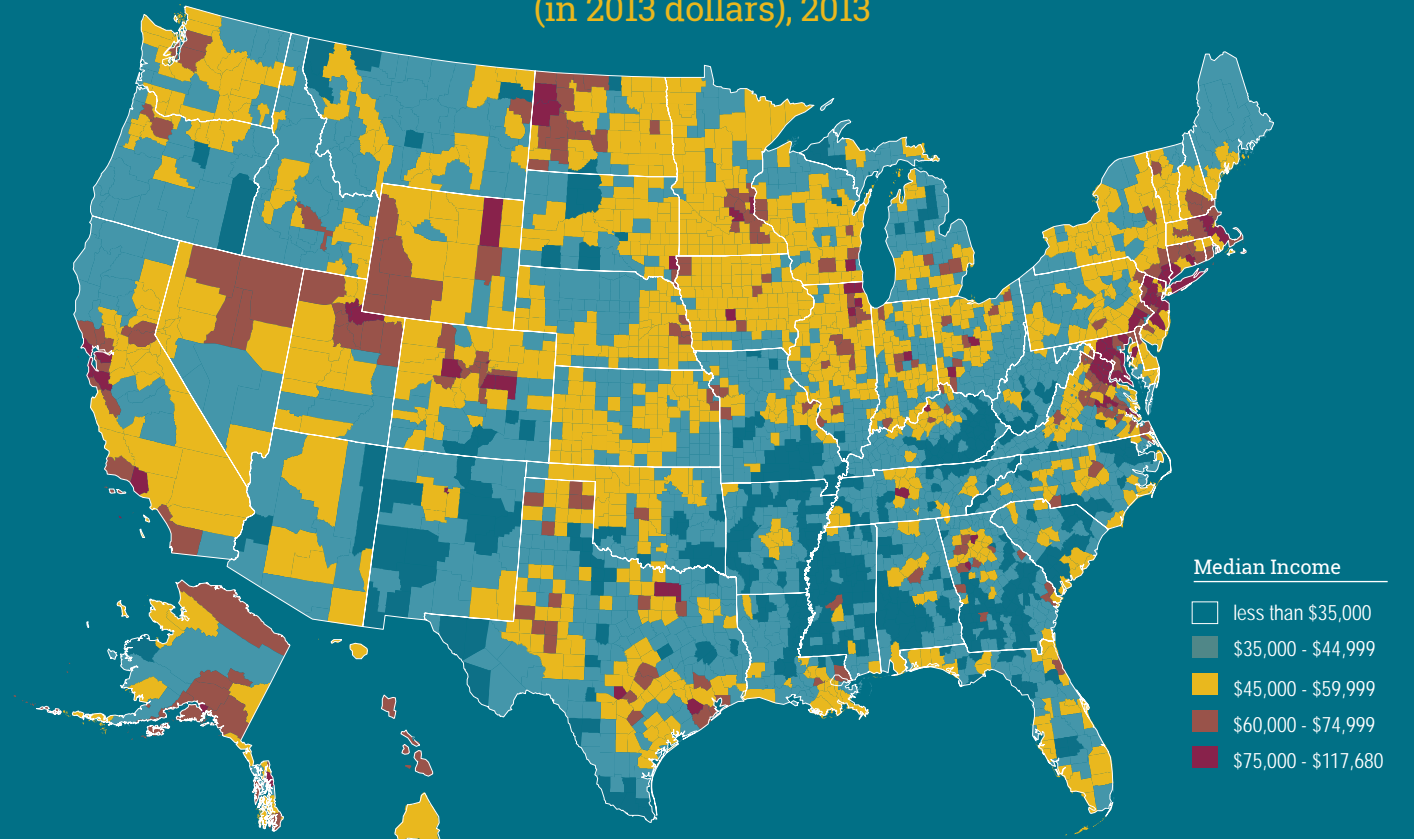 (in 2013 dollars), 2013
Median Income
less than $35,000
$35,000 - $44,999
$45,000 - $59,999
$60,000 - $74,999
$75,000 - $117,680